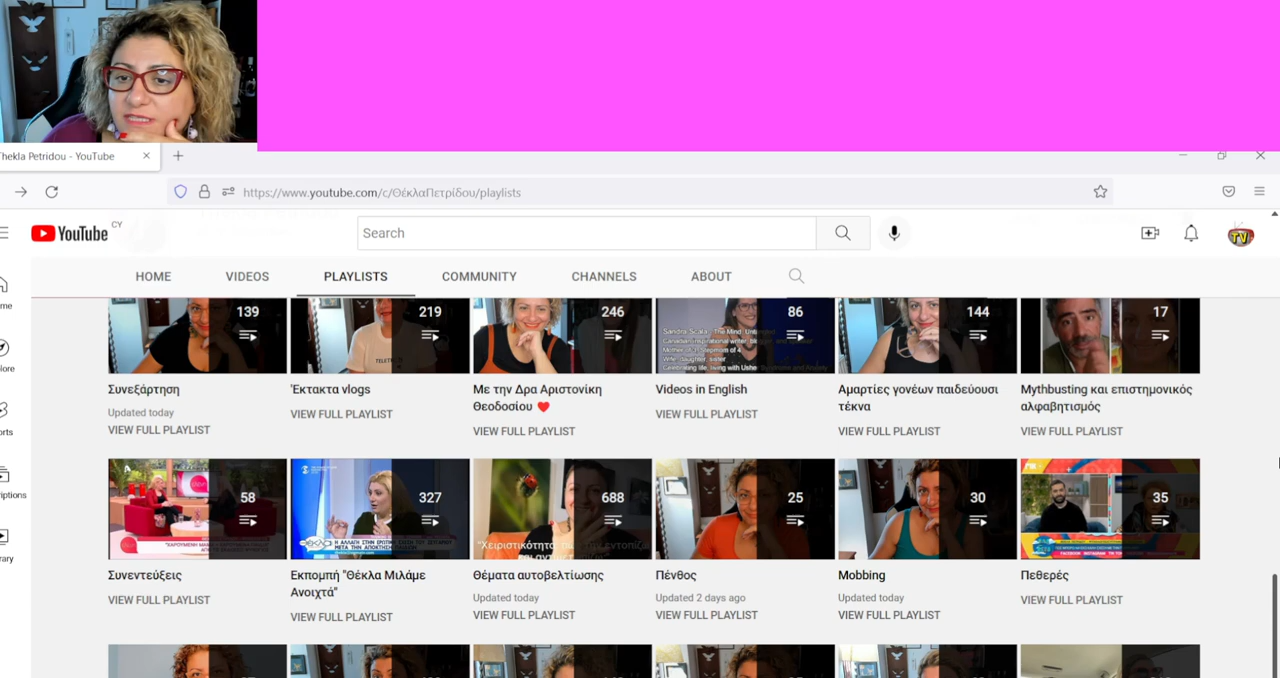 Thekla Petridou - YouTube
https://www.youtube.com/c/ΘέκλαΠετρίδου/playlists
YouTube CY
Search
TV
HOME VIDEOS PLAYLISTS COMMUNITY CHANNELS ABOUT
139 219 246 86 144 17
Συνεξάρτηση
Updated today
VIEW FULL PLAYLIST
'Εκτακτα vlogs
VIEW FULL PLAYLIST
Με την Δρα Αριστονίκη
Θεοδοσίου ❤️
VIEW FULL PLAYLIST
Videos in English
VIEW FULL PLAYLIST
Αμαρτίες γονέων παιδεύουσι
τέκνα
VIEW FULL PLAYLIST
Mythbusting και επιστημονικός
αλφαβητισμός
VIEW FULL PLAYLIST
58 327 688 25 30 35
Συνεντεύξεις
VIEW FULL PLAYLIST
Εκπομπή "Θέκλα Μιλάμε
Ανοιχτά"
VIEW FULL PLAYLIST
Θέματα αυτοβελτίωσης
Updated today
VIEW FULL PLAYLIST
Πένθος
Updated 2 days ago
VIEW FULL PLAYLIST
Mobbing
Updated today
VIEW FULL PLAYLIST
Πεθερές
VIEW FULL PLAYLIST